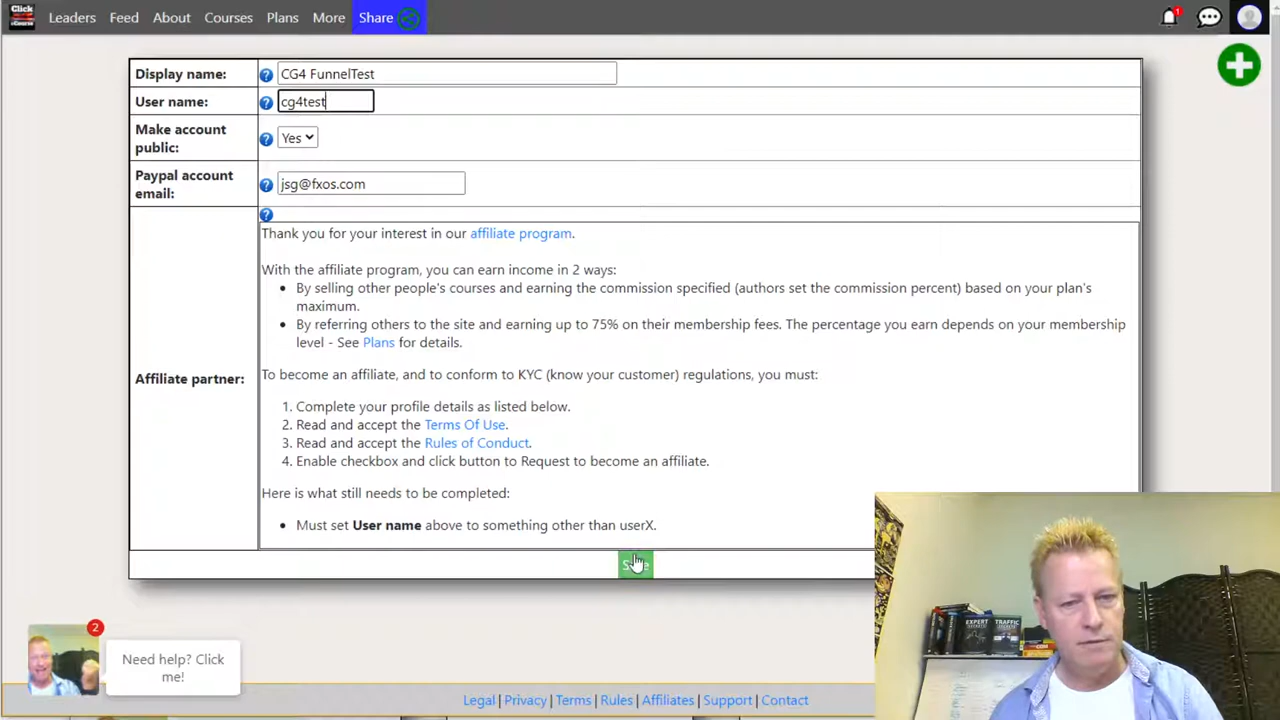 Click
Leaders Feed About Courses Plans More Share
1
Display name: ? CG4 FunnelTest
User name: ? cg4test
Make account public: ? Yes
Paypal account email: ? jsg@fxos.com
?
Thank you for your interest in our affiliate program.
With the affiliate program, you can earn income in 2 ways:
• By selling other people's courses and earning the commission specified (authors set the commission percent) based on your plan's
maximum.
• By referring others to the site and earning up to 75% on their membership fees. The percentage you earn depends on your membership
level - See Plans for details.
Affiliate partner:
To become an affiliate, and to conform to KYC (know your customer) regulations, you must:
1. Complete your profile details as listed below.
2. Read and accept the Terms Of Use.
3. Read and accept the Rules of Conduct.
4. Enable checkbox and click button to Request to become an affiliate.
Here is what still needs to be completed:
• Must set User name above to something other than userX.
EXPERT SECRETS
TRAFFIC SECRETS
2
Need help? Click
me!
Legal | Privacy | Terms | Rules | Affiliates | Support | Contact